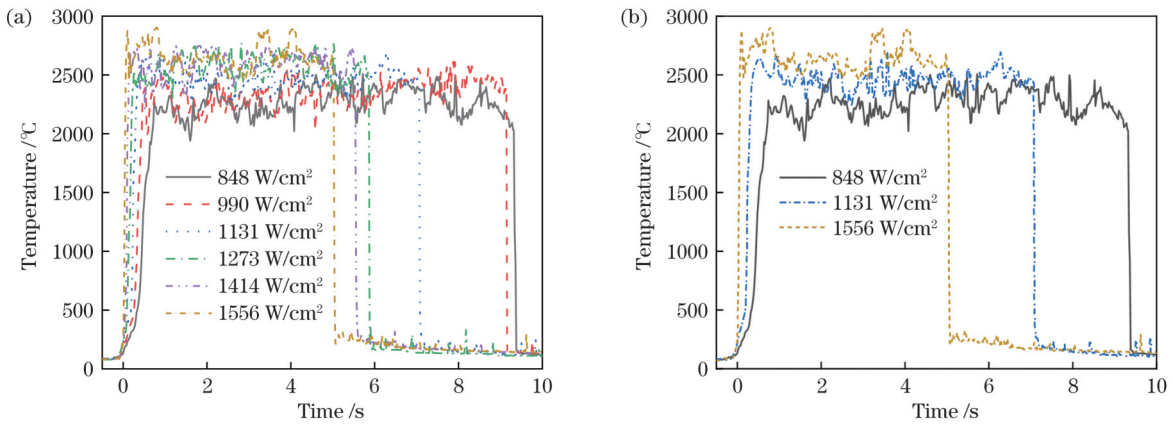 (a)
3000
2500
2000
1500
1000
500
0
Temperature /℃
848 W/cm²
990 W/cm²
1131 W/cm²
1273 W/cm²
1414 W/cm²
1556 W/cm²
0 2 4 6 8 10
Time /s
(b)
3000
2500
2000
1500
1000
500
0
Temperature /℃
848 W/cm²
1131 W/cm²
1556 W/cm²
0 2 4 6 8 10
Time /s